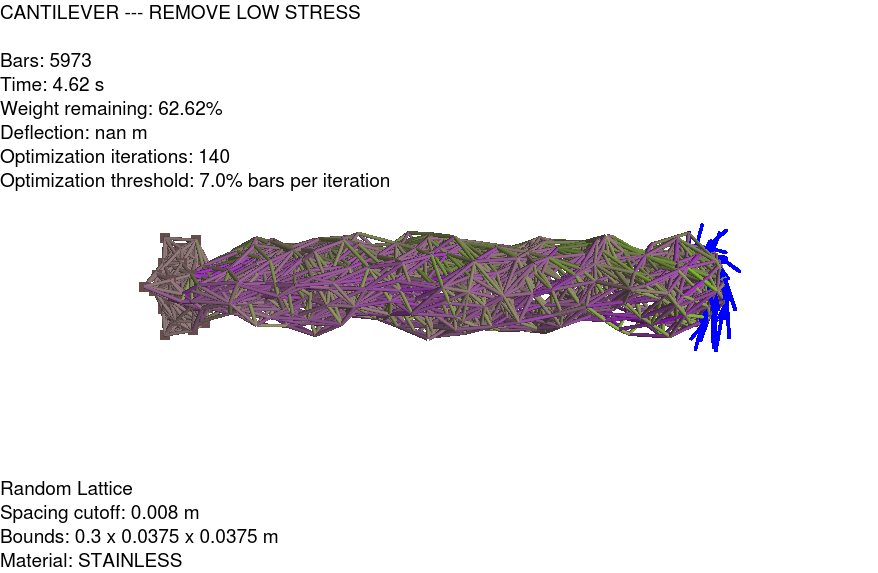 CANTILEVER --- REMOVE LOW STRESS
Bars: 5973
Time: 4.62 s
Weight remaining: 62.62%
Deflection: nan m
Optimization iterations: 140
Optimization threshold: 7.0% bars per iteration
Random Lattice
Spacing cutoff: 0.008 m
Bounds: 0.3 x 0.0375 x 0.0375 m
Material: STAINLESS